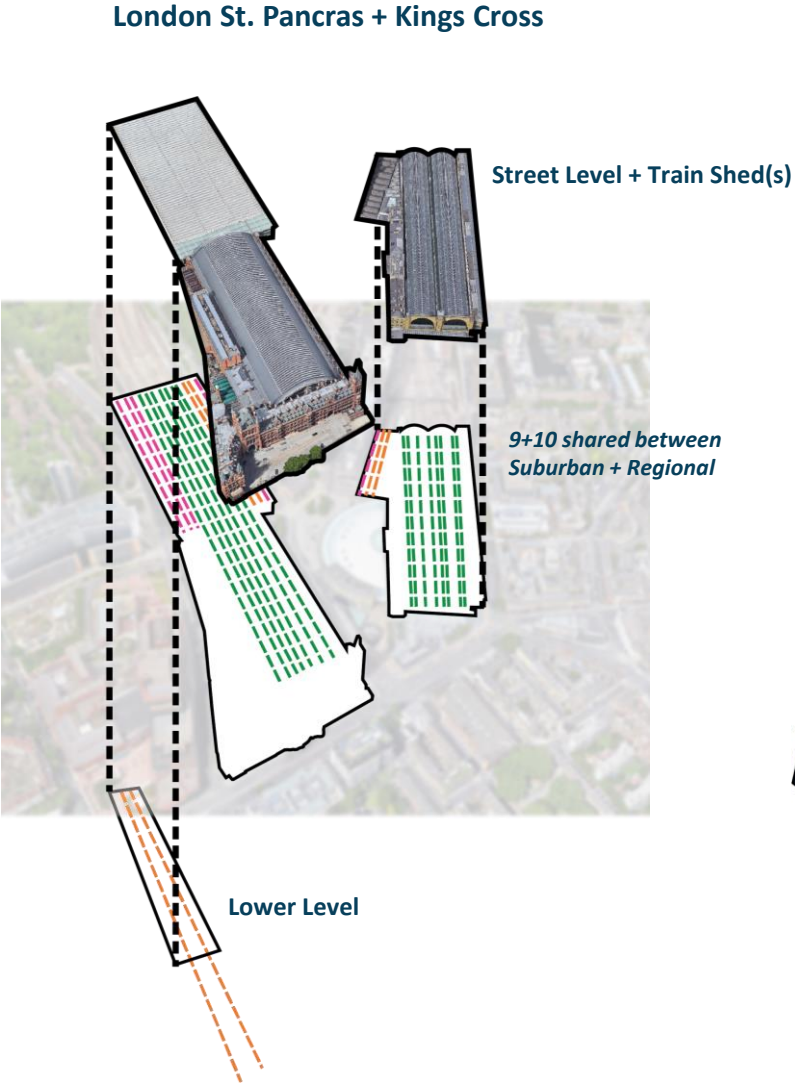 London St. Pancras + Kings Cross
Street Level + Train Shed(s)
9+10 shared between
Suburban + Regional
Lower Level